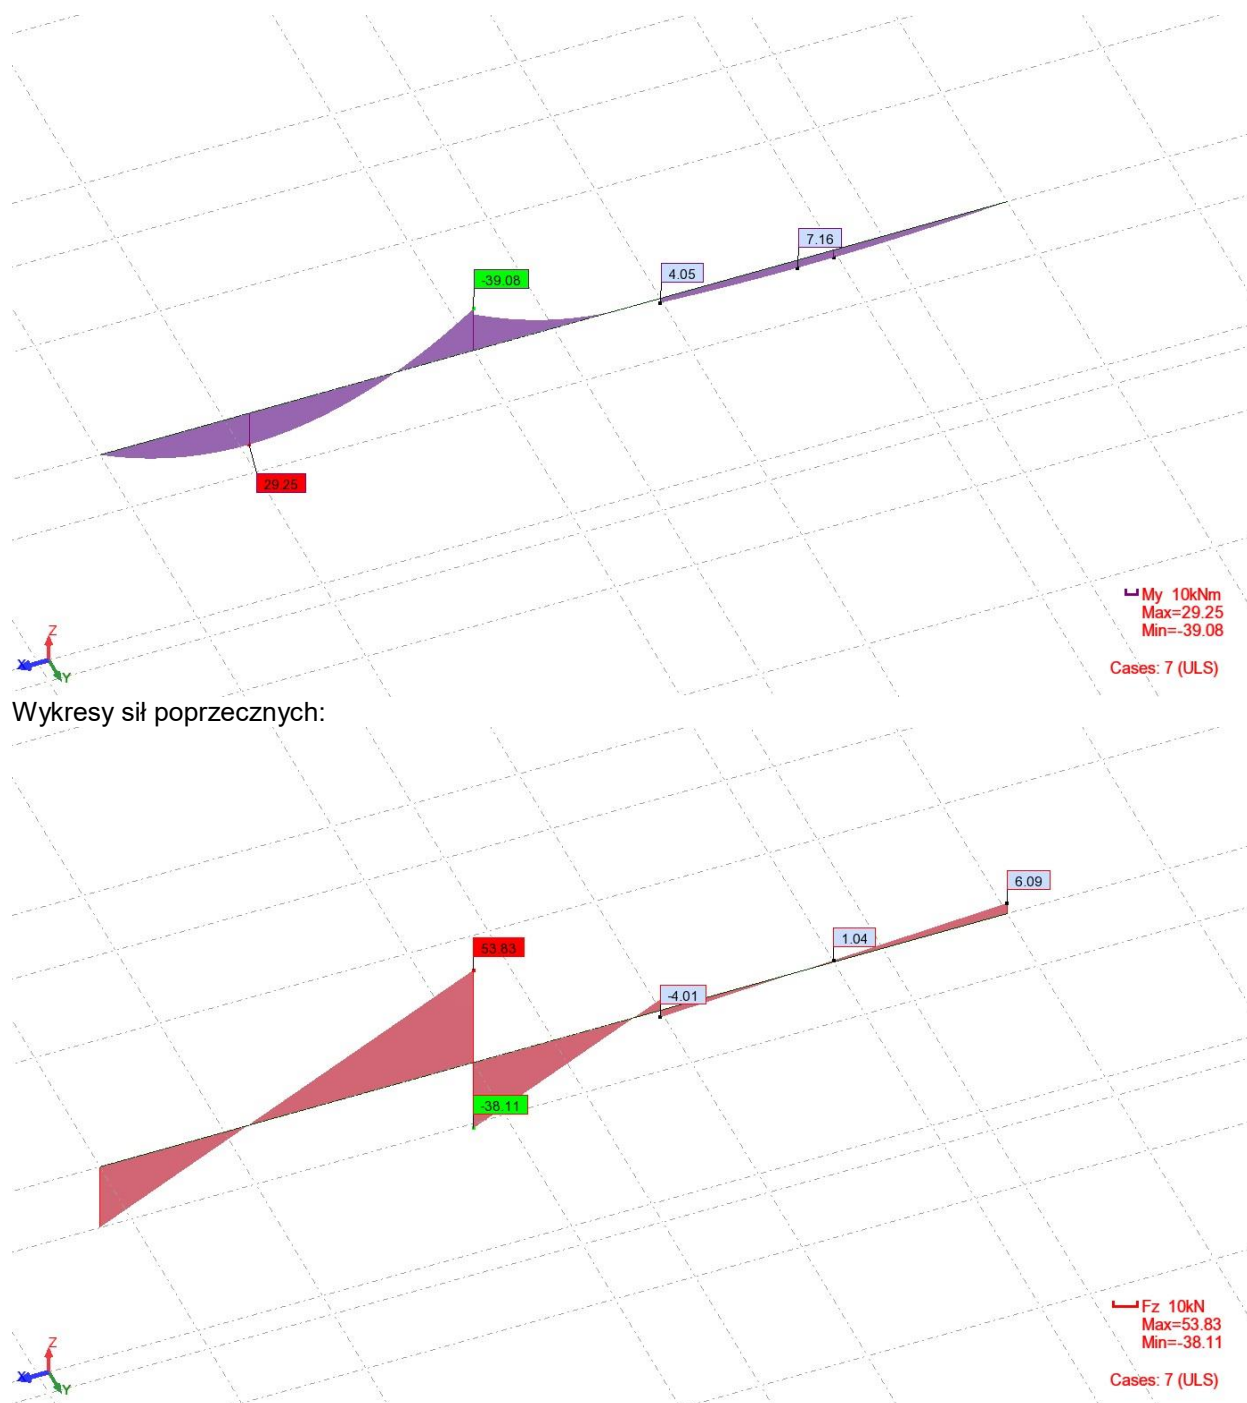 7.16
4.05
-39.08
29.25
My 10kNm
Max=29.25
Min=-39.08
Cases: 7 (ULS)
Z
X
Y
Wykresy sił poprzecznych:
6.09
53.83
1.04
-4.01
-38.11
Fz 10kN
Max=53.83
Min=-38.11
Cases: 7 (ULS)
Z
X
Y